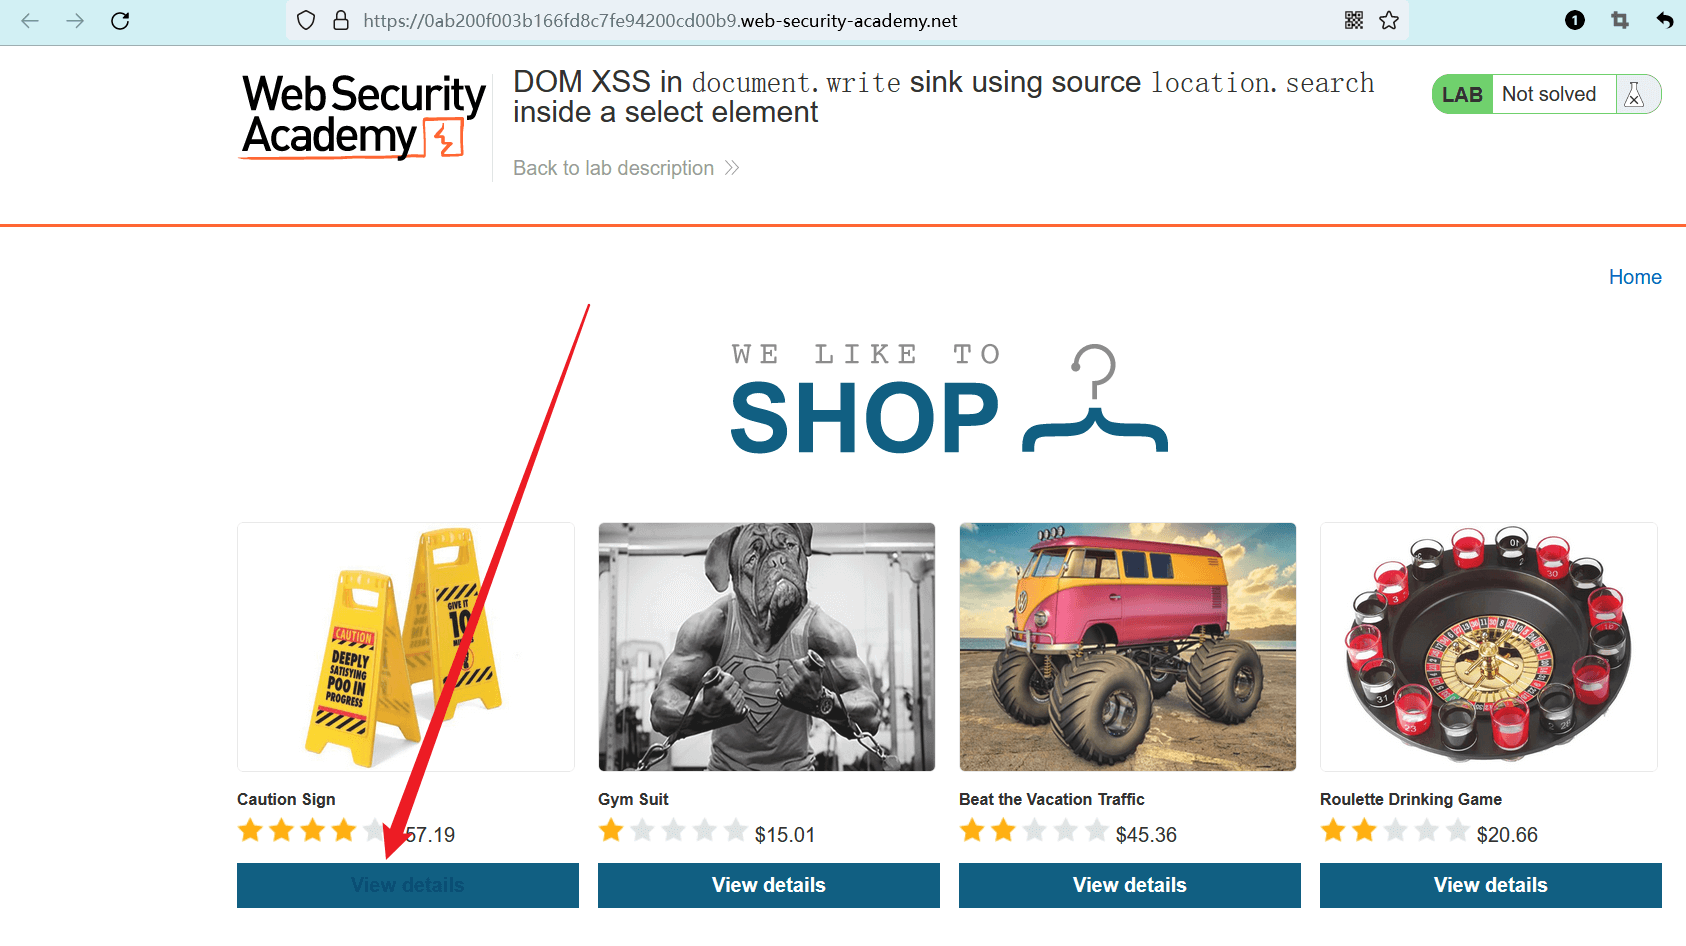 https://0ab200f003b166fd8c7fe94200cd00b9.web-security-academy.net
1
Web Security
Academy
DOM XSS in document.write sink using source location.search
inside a select element
Back to lab description
LAB Not solved
Home
WE LIKE TO
SHOP
CAUTION
DEEPLY
SATISFYING
POO IN
PROGRESS
GIVE IT
10
Caution Sign
Gym Suit
Beat the Vacation Traffic
Roulette Drinking Game
57.19
$15.01
$45.36
$20.66
View details
View details
View details
View details